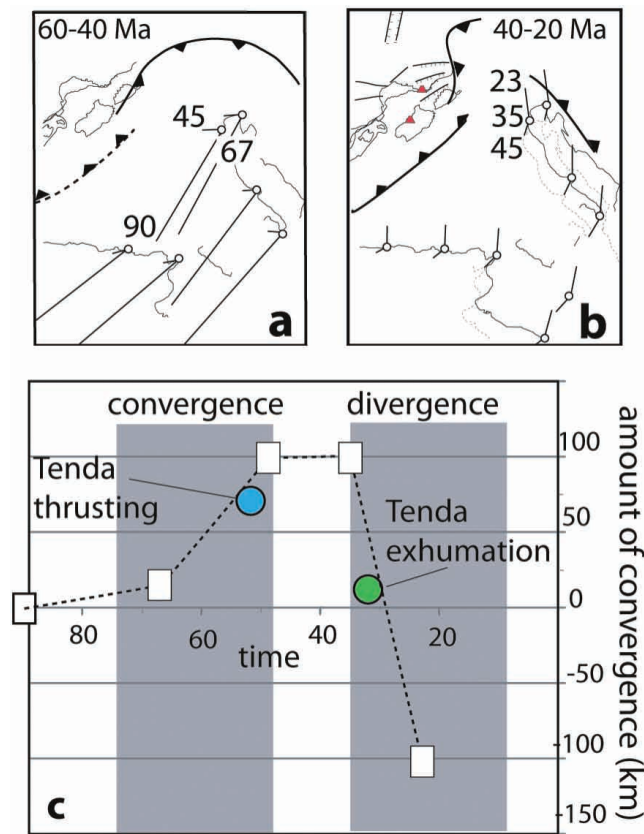 60-40 Ma
45
67
90
a
40-20 Ma
23
35
45
b
convergence
divergence
Tenda
thrusting
Tenda
exhumation
100
50
0
-50
-100
-150
80
60
40
20
time
amount of convergence (km)
c